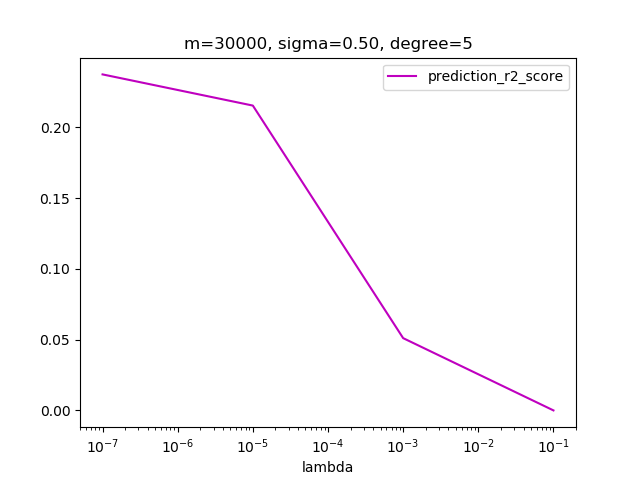 m=30000, sigma=0.50, degree=5
prediction_r2_score
0.20
0.15
0.10
0.05
0.00
10⁻⁷ 10⁻⁶ 10⁻⁵ 10⁻⁴ 10⁻³ 10⁻² 10⁻¹
lambda